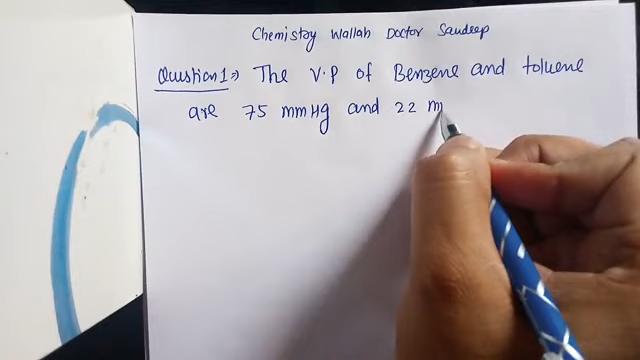 Chemistry Wallah Doctor Sandeep
Question 1 ⇒ The V.P of Benzene and toluene
are 75 mmHg and 22 m